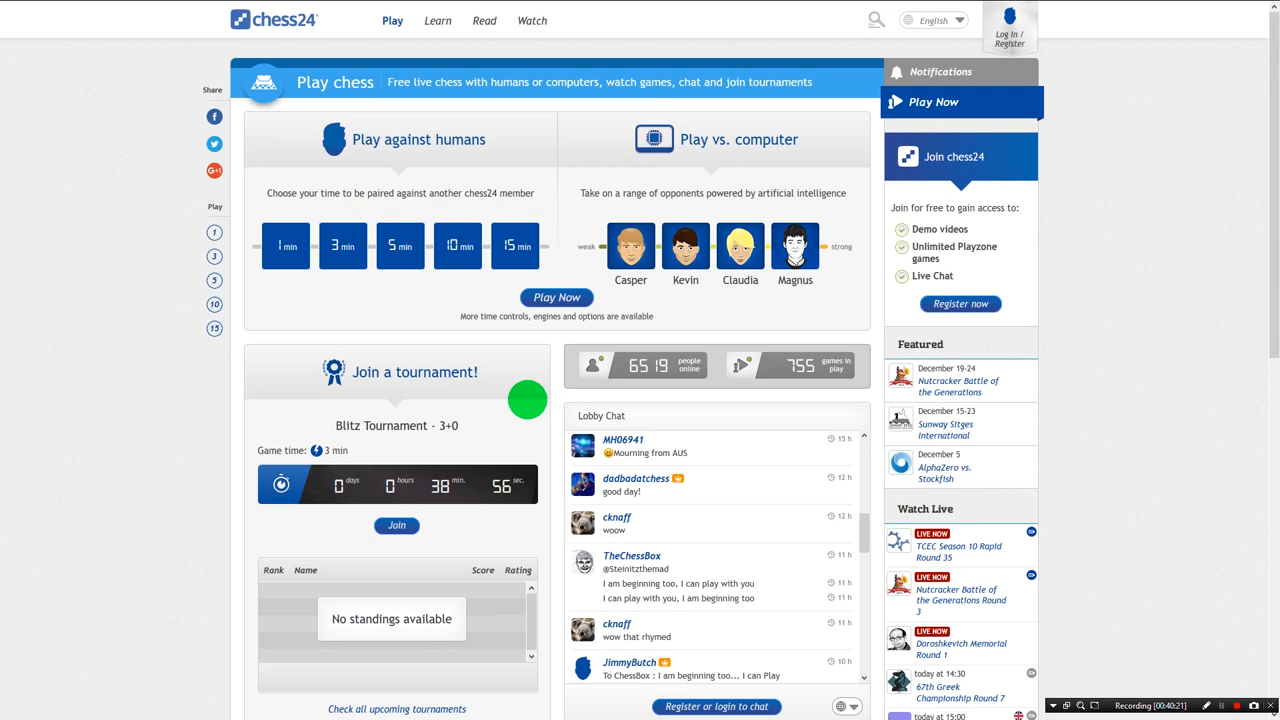 chess24
Play
Learn
Read
Watch
English
Log In /
Register
Share
Play
1
3
5
10
15
Play chess
Free live chess with humans or computers, watch games, chat and join tournaments
Play against humans
Choose your time to be paired against another chess24 member
1 min
3 min
5 min
10 min
15 min
Play vs. computer
Take on a range of opponents powered by artificial intelligence
weak
strong
Casper
Kevin
Claudia
Magnus
Play Now
More time controls, engines and options are available
Join a tournament!
Blitz Tournament - 3+0
Game time: 3 min
0 days 0 hours 38 min. 56 sec.
Join
Rank Name Score Rating
No standings available
Check all upcoming tournaments
6519 people online
755 games in play
Lobby Chat
MH06941 15 h
Mourning from AUS
dadbadatchess 12 h
good day!
cknaff 12 h
woow
TheChessBox
@Steinitzthemad
I am beginning too, I can play with you 11 h
I can play with you, I am beginning too 11 h
cknaff 11 h
wow that rhymed
JimmyButch 10 h
To ChessBox : I am beginning too... I can Play
Register or login to chat
Notifications
Play Now
Join chess24
Join for free to gain access to:
Demo videos
Unlimited Playzone
games
Live Chat
Register now
Featured
December 19-24
Nutcracker Battle of
the Generations
December 15-23
Sunway Sitges
International
December 5
AlphaZero vs.
Stockfish
Watch Live
LIVE NOW
TCEC Season 10 Rapid
Round 35
LIVE NOW
Nutcracker Battle of
the Generations Round
3
LIVE NOW
Doroshkevich Memorial
Round 1
today at 14:30
67th Greek
Championship Round 7
today at 15:00
Recording [00:40:21]